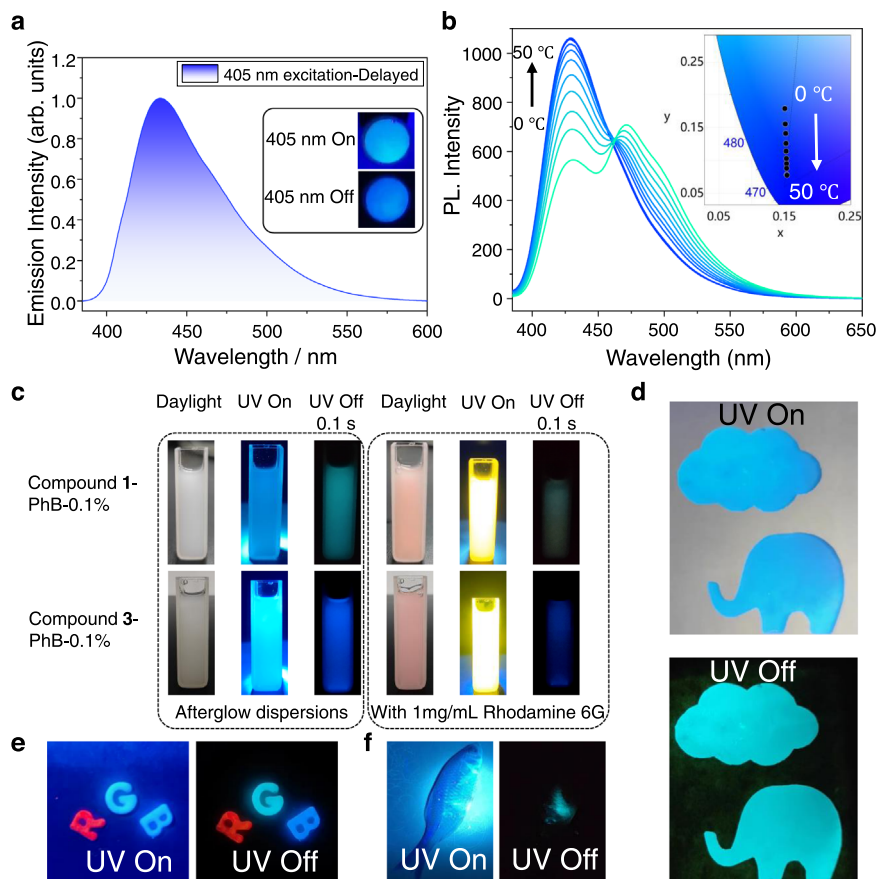 a
Emission Intensity (arb. units)
1.2
1.0
0.8
0.6
0.4
0.2
0.0
405 nm excitation-Delayed
405 nm On
405 nm Off
400 450 500 550 600
Wavelength / nm
b
PL. Intensity
1000
900
800
700
600
500
400
300
200
100
0
50 ℃
0 ℃
0.25
y
0.15
0.05
480
470
0 ℃
50 ℃
0.05 0.15 0.25
x
400 450 500 550 600 650
Wavelength (nm)
c
Daylight UV On UV Off Daylight UV On UV Off
0.1 s 0.1 s
Compound 1-
PhB-0.1%
Compound 3-
PhB-0.1%
Afterglow dispersions With 1mg/mL Rhodamine 6G
d
UV On
UV Off
e
R G B
UV On
R G B
UV Off
f
UV On
UV Off